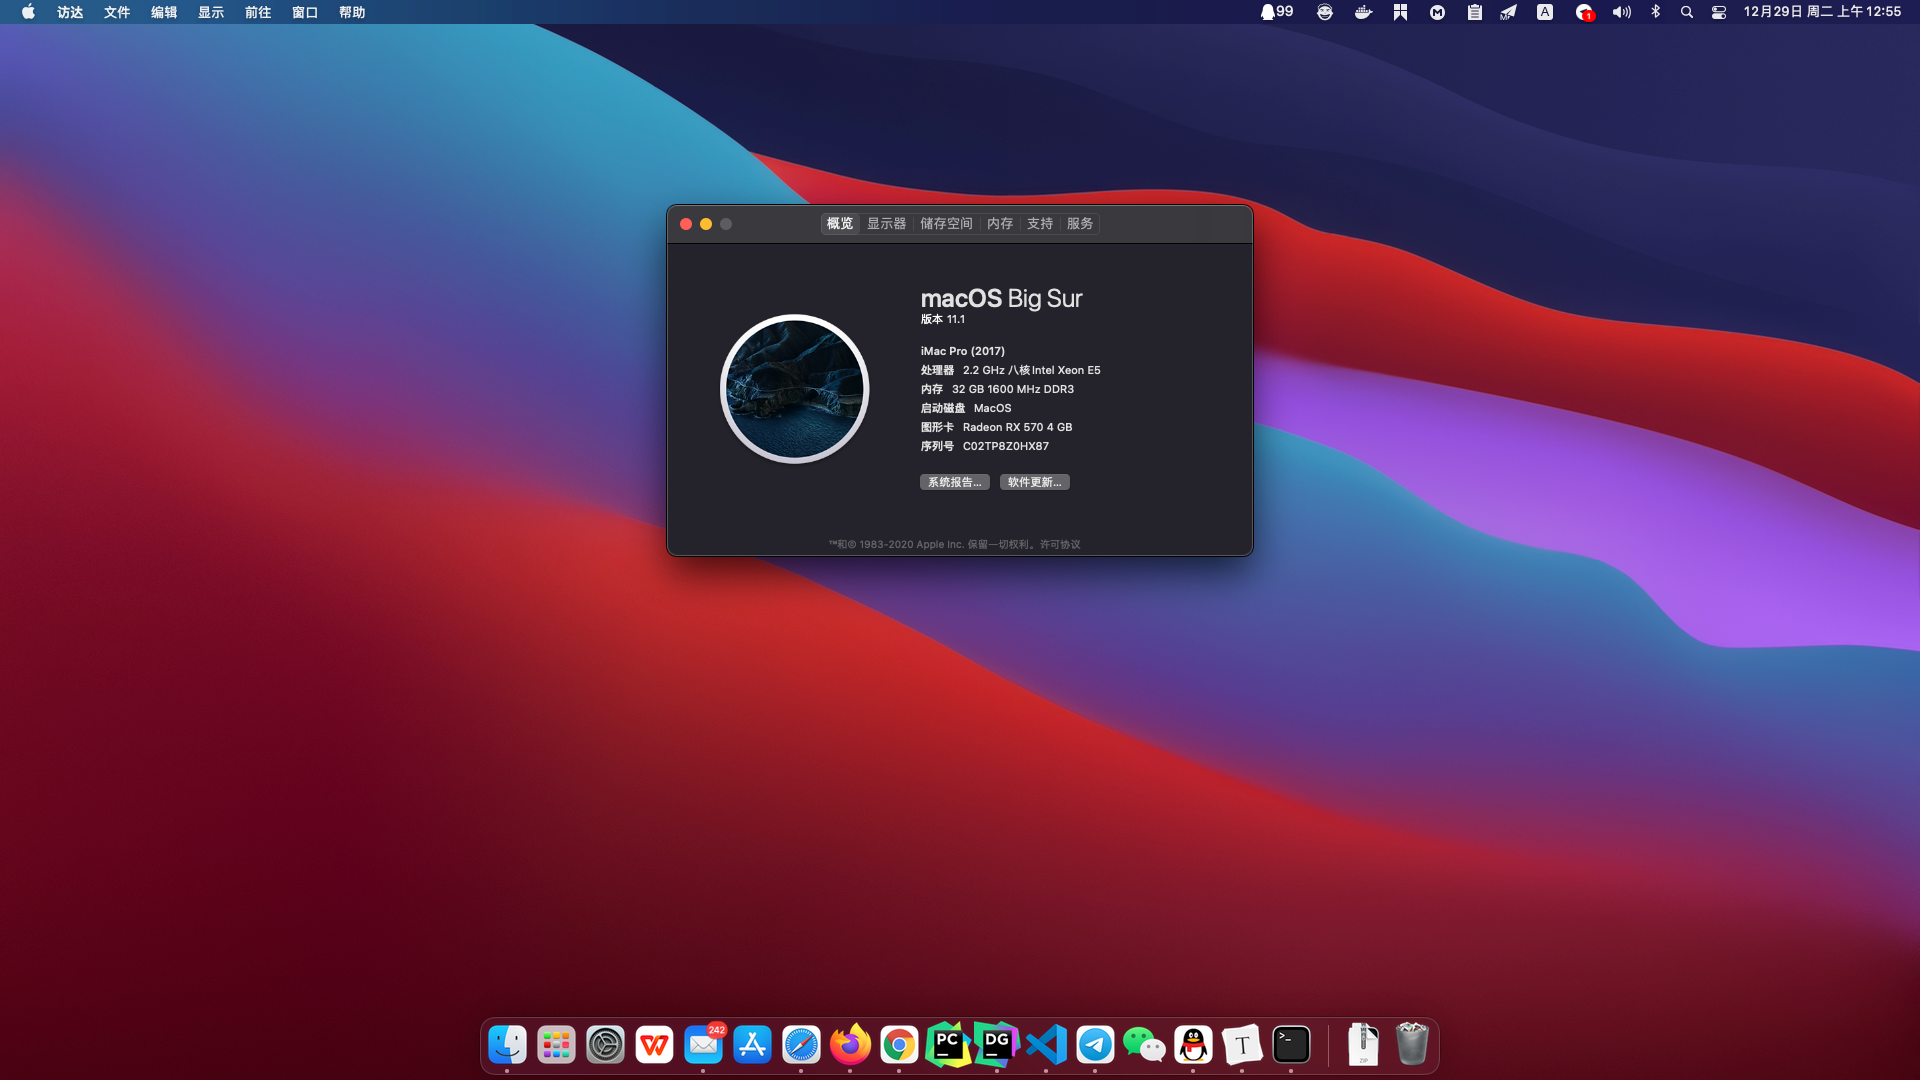 访达 文件 编辑 显示 前往 窗口 帮助 99 A 1 12月29日 周二 上午 12:55
概览 显示器 储存空间 内存 支持 服务
macOS Big Sur
版本 11.1
iMac Pro (2017)
处理器 2.2 GHz 八核Intel Xeon E5
内存 32 GB 1600 MHz DDR3
启动磁盘 MacOS
图形卡 Radeon RX 570 4 GB
序列号 C02TP8Z0HX87
系统报告... 软件更新...
™和© 1983-2020 Apple Inc. 保留一切权利。许可协议
W 242 PC DG T >_ ZIP